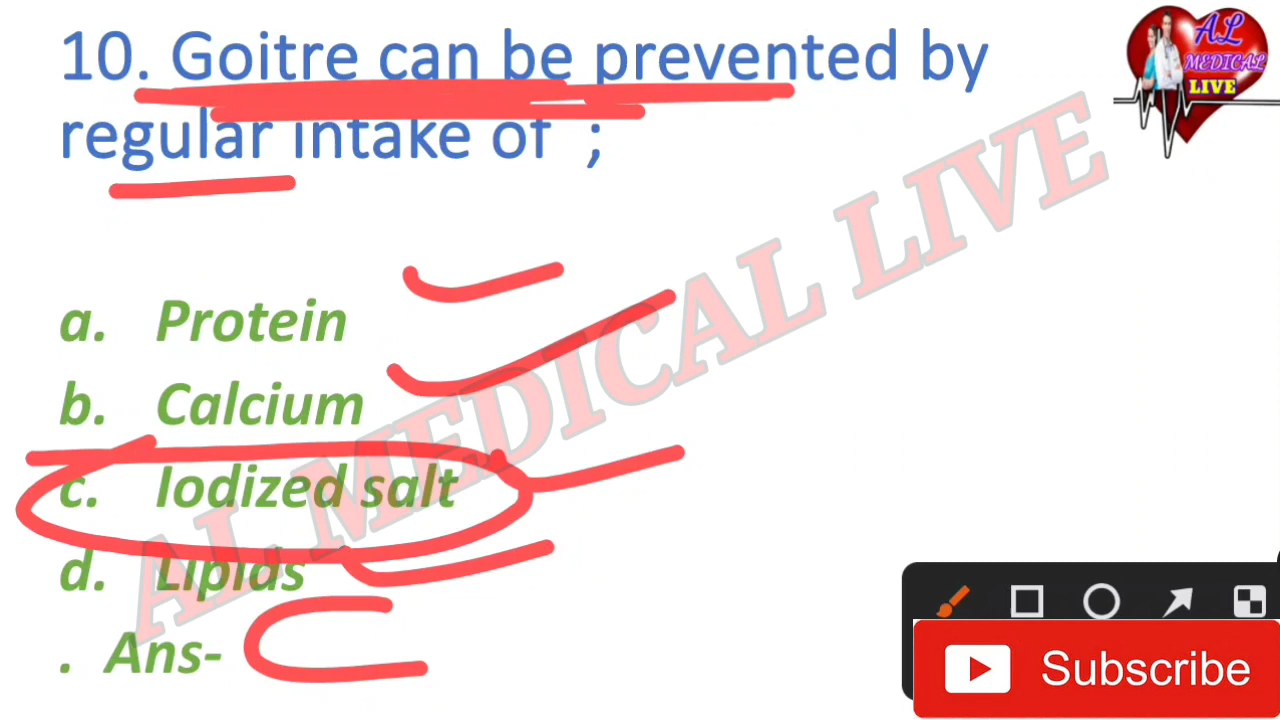 10. Goitre can be prevented by
regular intake of ;
a. Protein
b. Calcium
c. Iodized salt
d. Lipids
. Ans- C
AL MEDICAL LIVE
AL
MEDICAL
LIVE
Subscribe